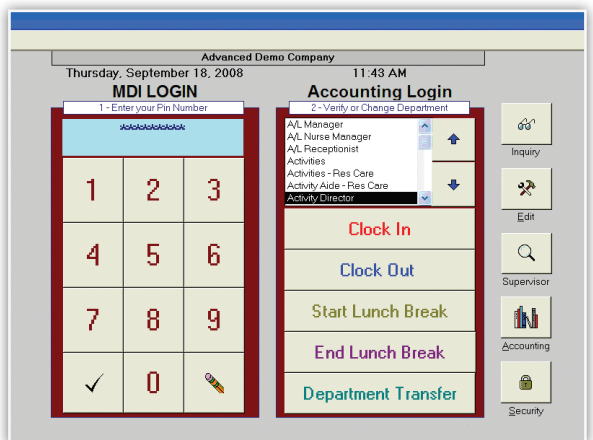 Advanced Demo Company
Thursday, September 18, 2008
11:43 AM
MDI LOGIN
Accounting Login
1 - Enter your Pin Number
2 - Verify or Change Department
***********
A/L Manager
A/L Nurse Manager
A/L Receptionist
Activities
Activities - Res Care
Activity Aide - Res Care
Activity Director
1 2 3
4 5 6
7 8 9
0
Clock In
Clock Out
Start Lunch Break
End Lunch Break
Department Transfer
Inquiry
Edit
Supervisor
Accounting
Security